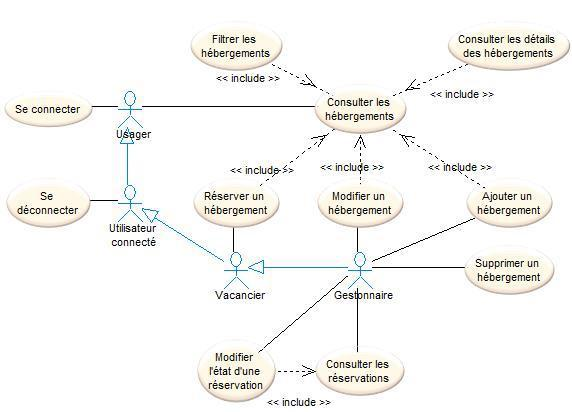 Filtrer les
hébergements
Consulter les détails
des hébergements
<< include >>
<< include >>
Se connecter
Consulter les
hébergements
Usager
<< include >>
<< include >>
<< include >>
Se
déconnecter
Réserver un
hébergement
Modifier un
hébergement
Ajouter un
hébergement
Utilisateur
connecté
Supprimer un
hébergement
Vacancier
Gestonnaire
Modifier
l'état d'une
réservation
Consulter les
réservations
<< include >>